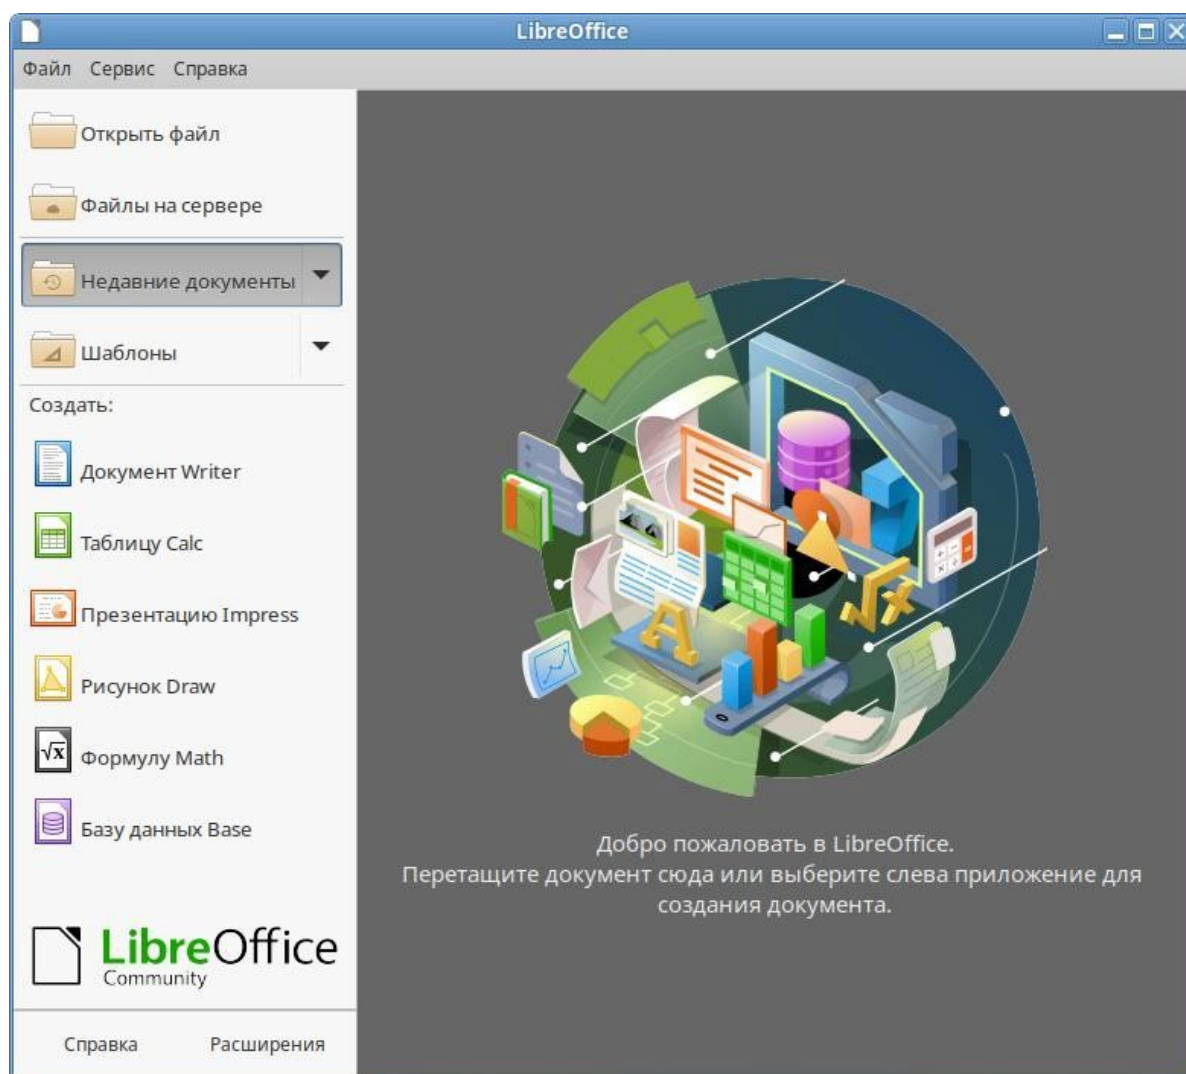 LibreOffice
Файл Сервис Справка
Открыть файл
Файлы на сервере
Недавние документы
Шаблоны
Создать:
Документ Writer
Таблицу Calc
Презентацию Impress
Рисунок Draw
√x Формулу Math
Базу данных Base
LibreOffice
Community
Справка Расширения
A
√x
Добро пожаловать в LibreOffice.
Перетащите документ сюда или выберите слева приложение для
создания документа.